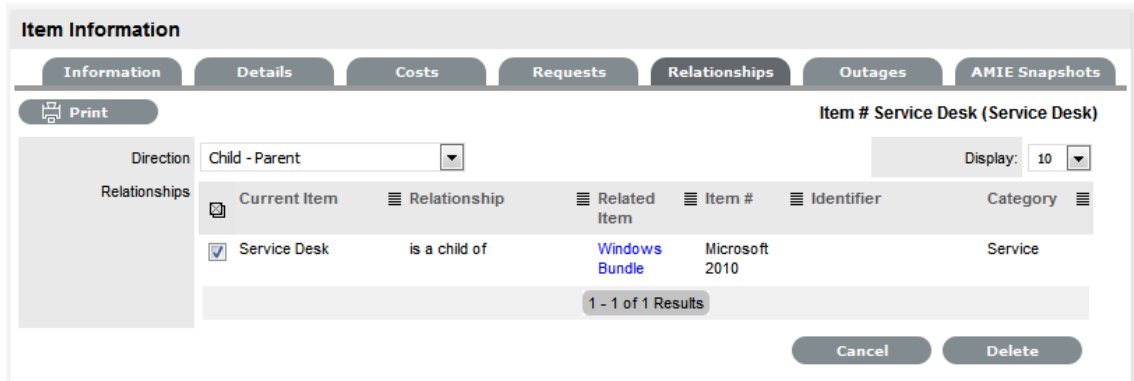 Item Information
Information Details Costs Requests Relationships Outages AMIE Snapshots
Print Item # Service Desk (Service Desk)
Direction Child - Parent Display: 10
Relationships Current Item Relationship Related Item # Identifier Category
Item
Service Desk is a child of Windows Microsoft Service
Bundle 2010
1 - 1 of 1 Results
Cancel Delete